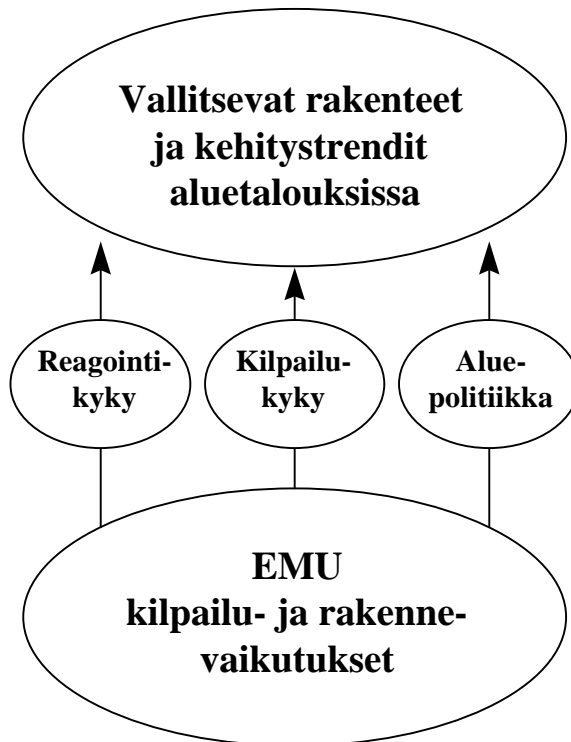 Vallitsevat rakenteet
ja kehitystrendit
aluetalouksissa
Reagointi-
kyky
Kilpailu-
kyky
Alue-
politiikka
EMU
kilpailu- ja rakenne-
vaikutukset